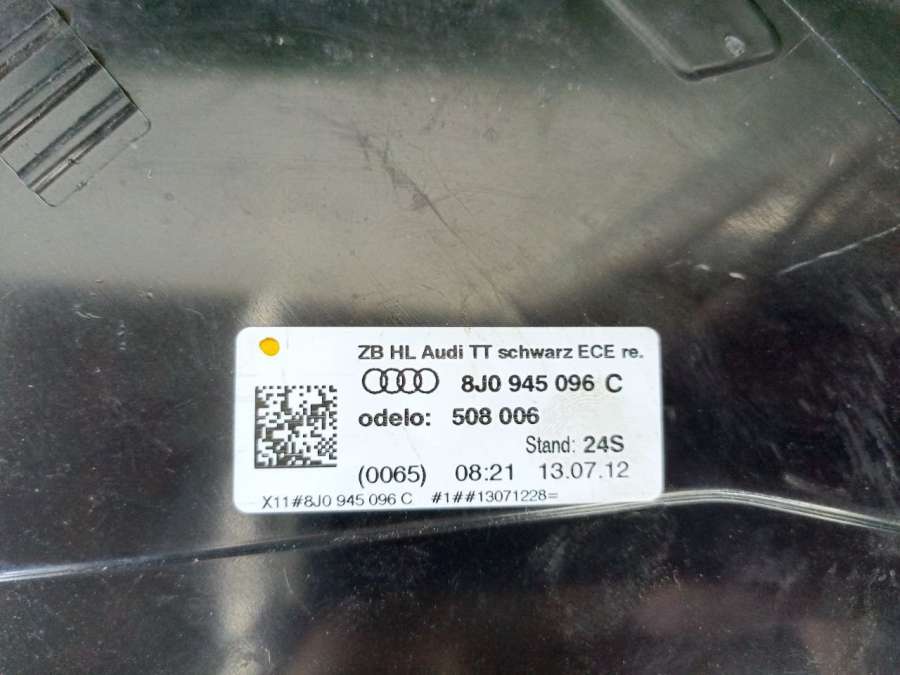 ZB HL Audi TT schwarz ECE re.
8J0 945 096 C
odelo: 508 006
Stand: 24S
(0065) 08:21 13.07.12
X11#8J0 945 096 C #1##13071228=